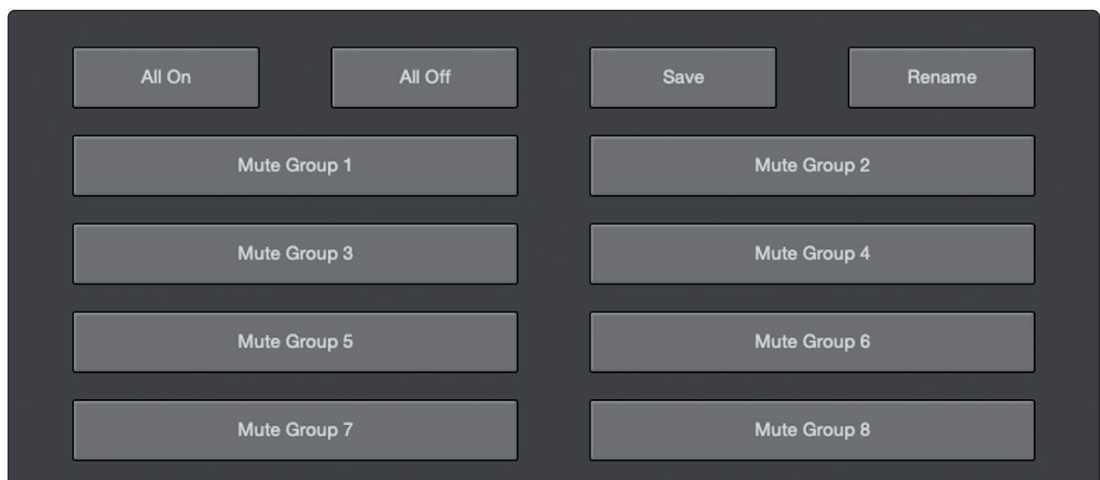 All On All Off Save Rename
Mute Group 1 Mute Group 2
Mute Group 3 Mute Group 4
Mute Group 5 Mute Group 6
Mute Group 7 Mute Group 8